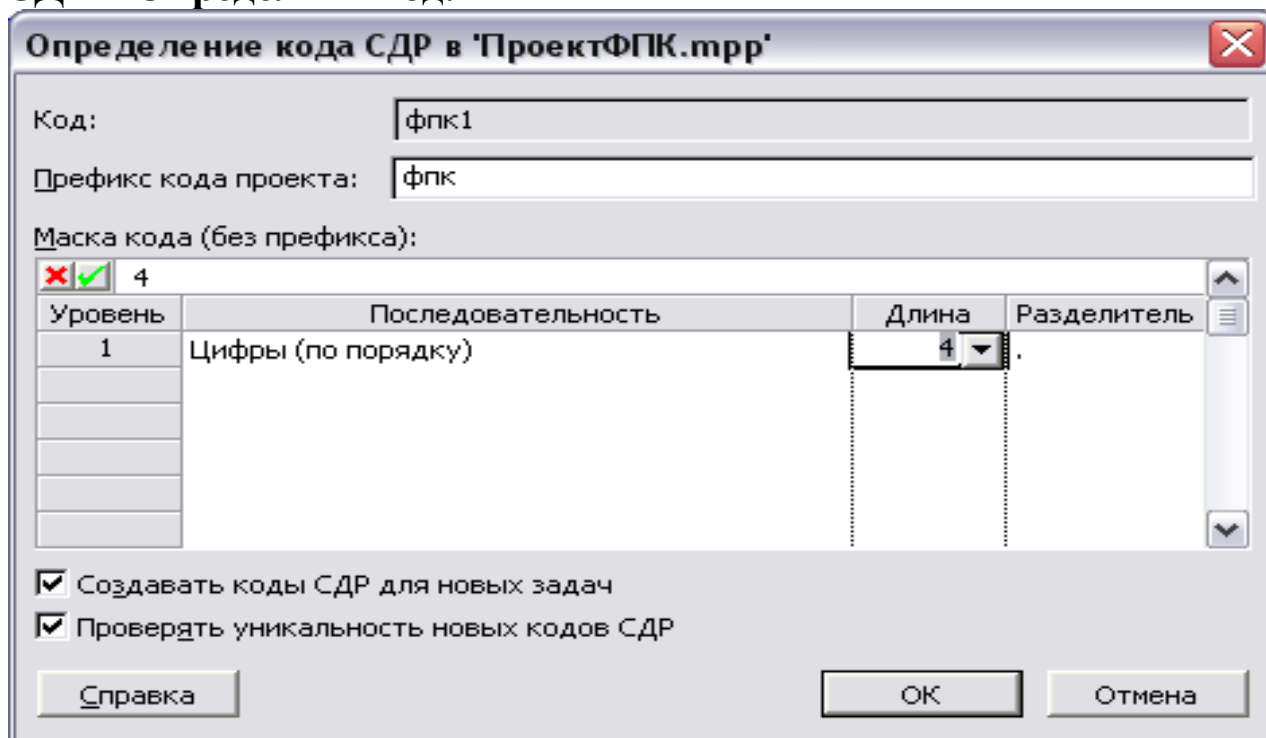 Определение кода СДР в 'ПроектФПК.mpp'
Код: фпк1
Префикс кода проекта: фпк
Маска кода (без префикса):
4
Уровень Последовательность Длина Разделитель
1 Цифры (по порядку) 4 .
Создавать коды СДР для новых задач
Проверять уникальность новых кодов СДР
Справка ОК Отмена